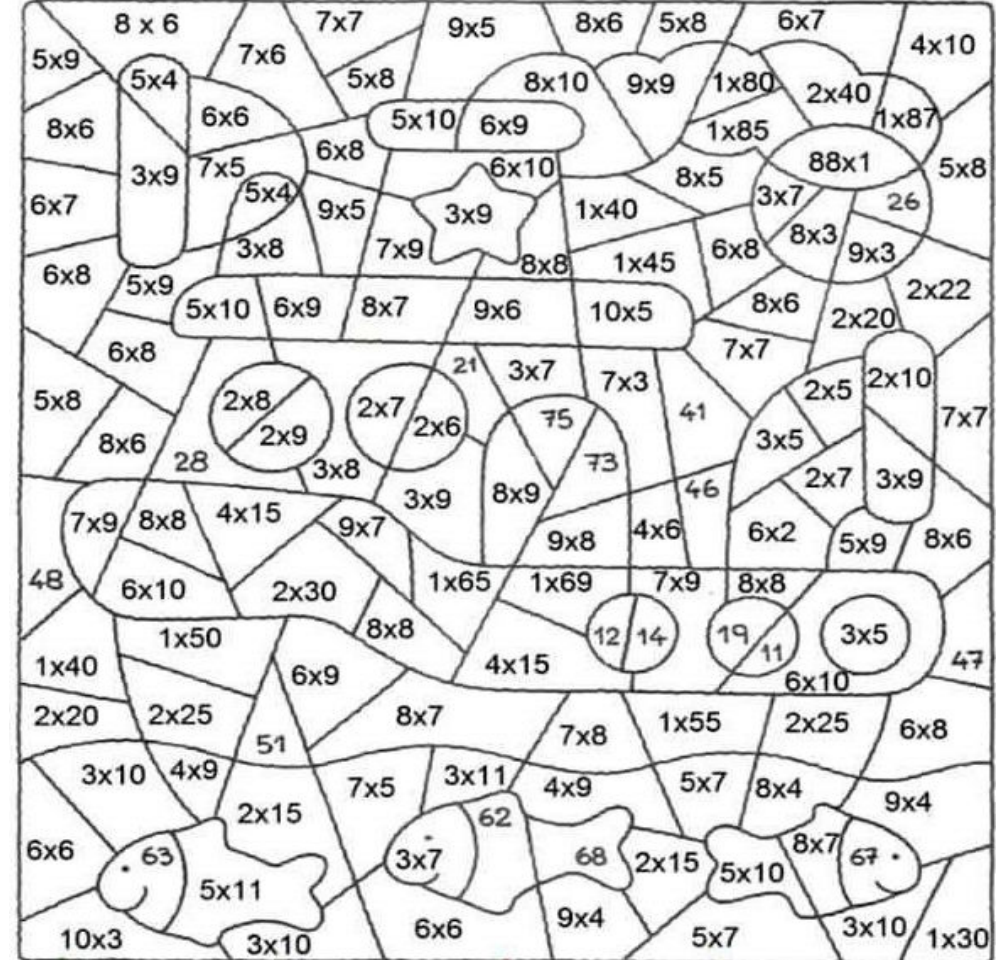 8 x 6
7x7
9x5
8x6
5x8
6x7
4x10
5x9
7x6
5x8
5x4
8x10
9x9
1x80
2x40
1x87
8x6
6x6
6x8
5x10
6x9
1x85
88x1
5x8
3x9
7x5
6x10
8x5
6x7
5x4
9x5
3x9
1x40
3x7
26
3x8
7x9
8x8
1x45
6x8
8x3
9x3
6x8
5x9
5x10
6x9
8x7
9x6
10x5
8x6
2x20
2x22
6x8
21
3x7
7x3
7x7
2x5
2x10
5x8
2x8
2x9
2x7
2x6
75
41
3x5
7x7
8x6
28
3x8
3x9
8x9
73
46
2x7
3x9
7x9
8x8
4x15
9x7
9x8
4x6
6x2
5x9
8x6
48
6x10
2x30
1x65
1x69
7x9
8x8
8x8
12
14
19
11
3x5
1x40
1x50
6x9
4x15
6x10
47
2x20
2x25
51
8x7
7x8
1x55
2x25
6x8
3x10
4x9
7x5
3x11
4x9
5x7
8x4
9x4
2x15
62
6x6
63
5x11
3x7
68
2x15
5x10
8x7
67
10x3
3x10
6x6
9x4
5x7
3x10
1x30